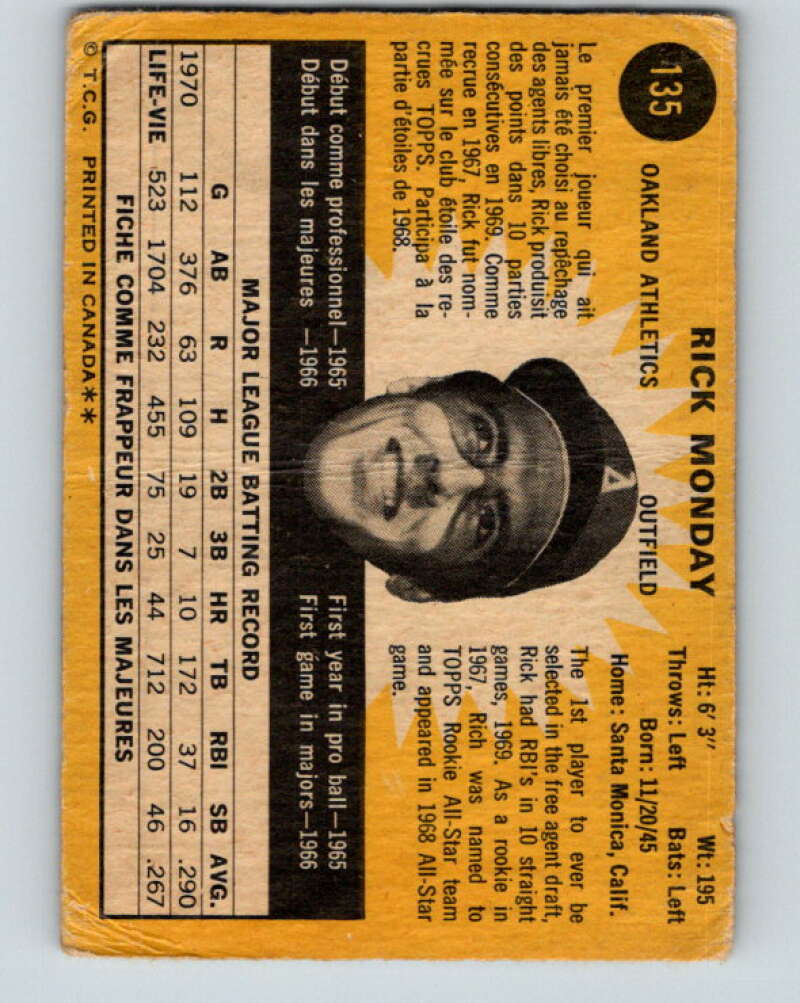 135
RICK MONDAY
OAKLAND ATHLETICS
OUTFIELD
Ht: 6' 3" Wt: 195
Throws: Left Bats: Left
Born: 11/20/45
Home: Santa Monica, Calif.
Le premier joueur qui ait
jamais été choisi au repêchage
des agents libres, Rick produisit
des points dans 10 parties
consécutives en 1969. Comme
recrue en 1967, Rick fut nom-
mée sur le club étoile des re-
crues TOPPS. Participa à la
partie d'étoiles de 1968.
A
The 1st player to ever be
selected in the free agent draft,
Rick had RBI's in 10 straight
games, 1969. As a rookie in
1967, Rich was named to
TOPPS Rookie All-Star team
and appeared in 1968 All-Star
game.
Début comme professionnel—1965
Début dans les majeures —1966
First year in pro ball—1965
First game in majors—1966
MAJOR LEAGUE BATTING RECORD
G AB R H 2B 3B HR TB RBI SB AVG.
1970 112 376 63 109 19 7 10 172 37 16 .290
LIFE-VIE 523 1704 232 455 75 25 44 712 200 46 .267
FICHE COMME FRAPPEUR DANS LES MAJEURES
© T.C.G. PRINTED IN CANADA**